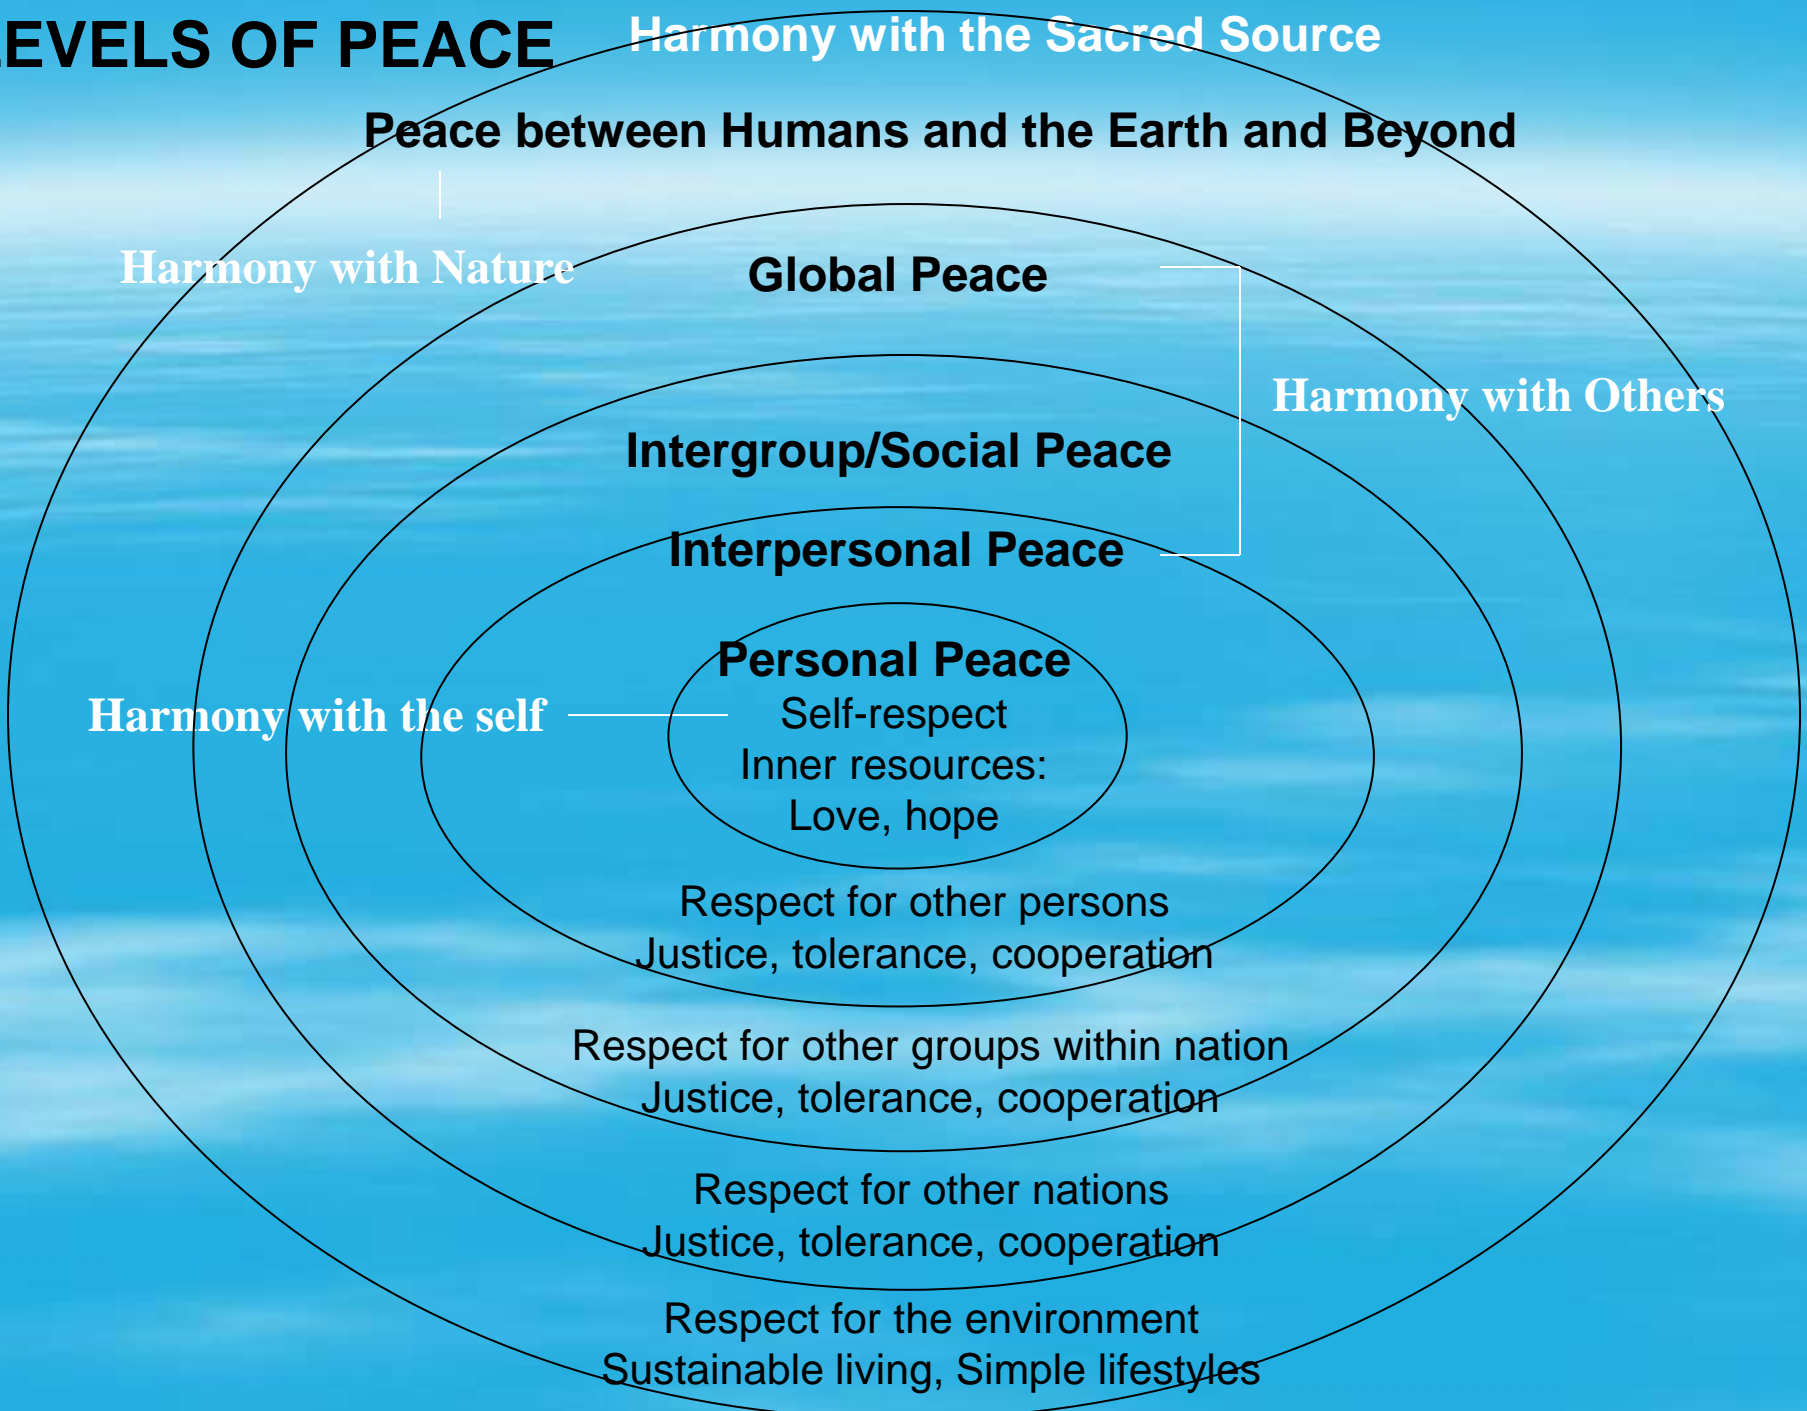 EVELS OF PEACE
Harmony with the Sacred Source
Peace between Humans and the Earth and Beyond
Harmony with Nature
Global Peace
Harmony with Others
Intergroup/Social Peace
Interpersonal Peace
Personal Peace
Harmony with the self
Self-respect
Inner resources:
Love, hope
Respect for other persons
Justice, tolerance, cooperation
Respect for other groups within nation
Justice, tolerance, cooperation
Respect for other nations
Justice, tolerance, cooperation
Respect for the environment
Sustainable living, Simple lifestyles